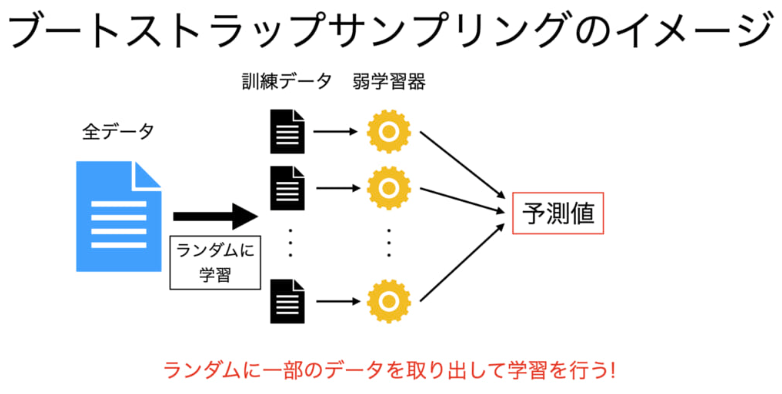 ブートストラップサンプリングのイメージ
訓練データ 弱学習器
全データ
ランダムに
学習
予測値
ランダムに一部のデータを取り出して学習を行う!